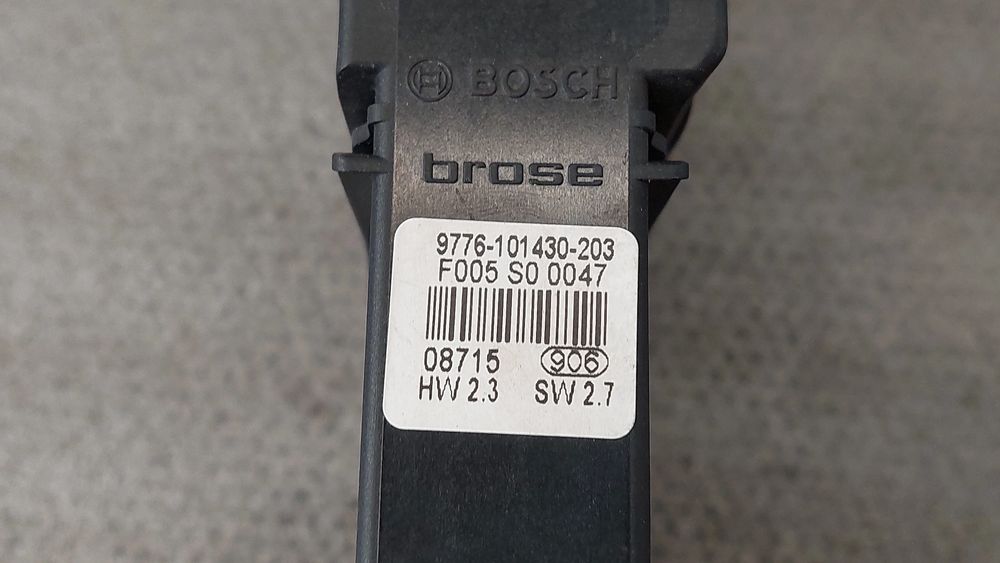 BOSCH
brose
9776-101430-203
F005 S0 0047
08715 906
HW 2.3 SW 2.7